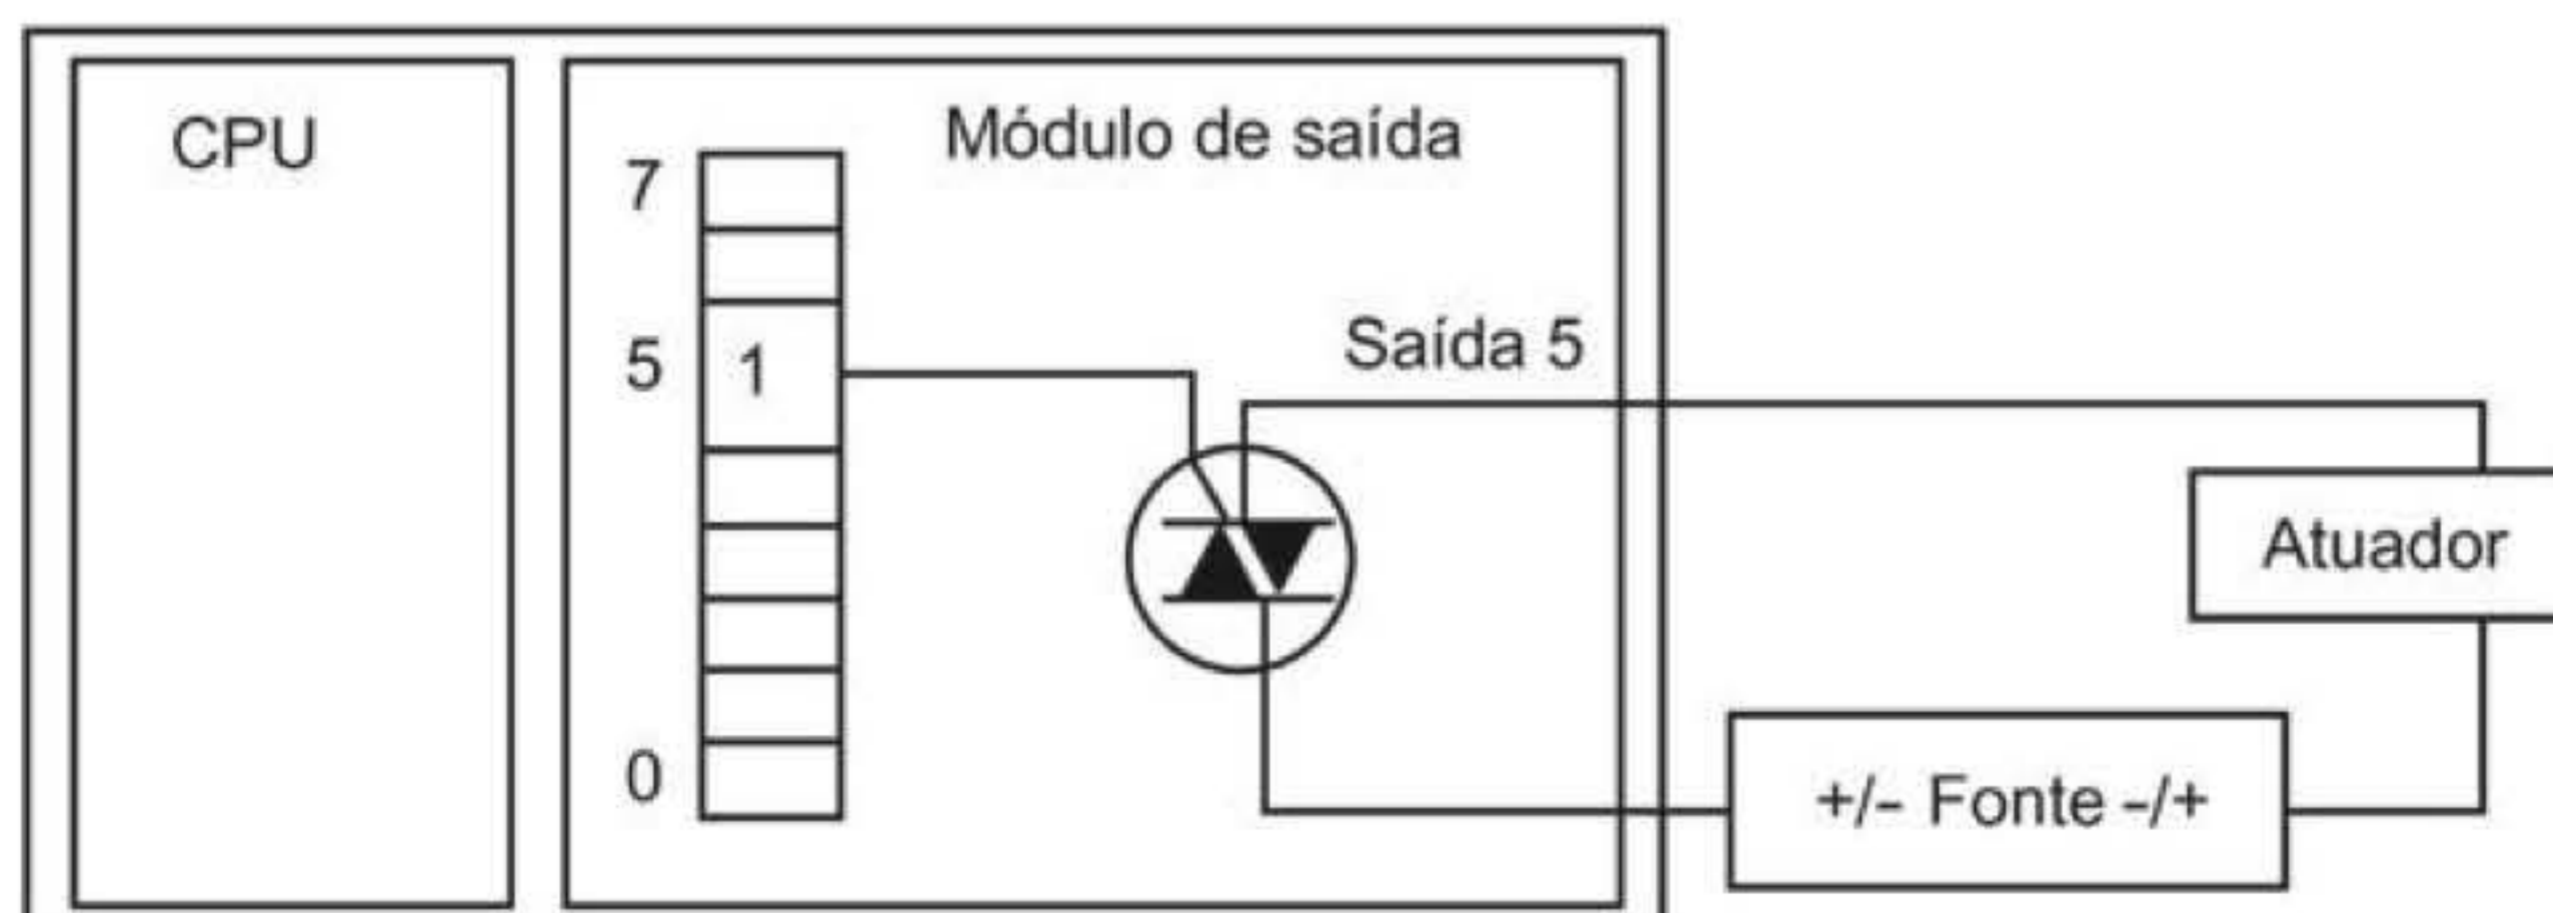 CPU
Módulo de saída
7
5
1
Saída 5
0
Atuador
+/- Fonte -/+